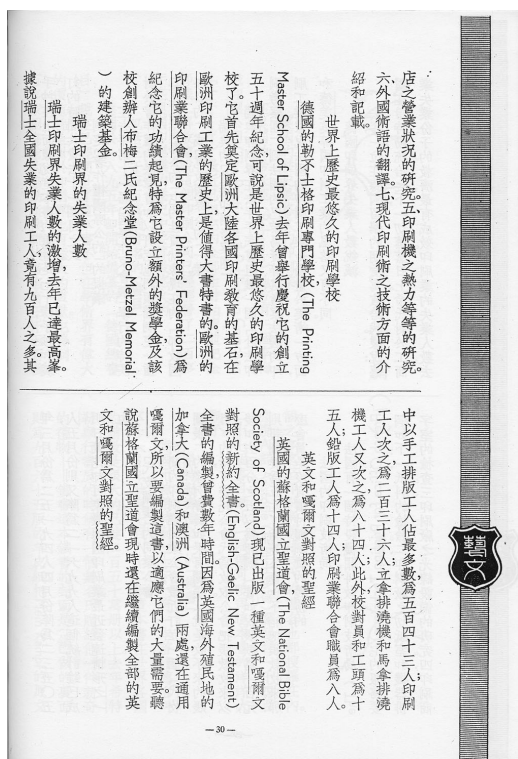 店之營業狀況的研究。五、印刷機之熱力等等的研究。
六、外國術語的翻譯。七、現代印刷術之技術方面的介
紹和記載。
世界上歷史最悠久的印刷學校
德國的勒不士格印刷專門學校,(The Printing
Master School of Lipsic)去年曾舉行慶祝它的創立
五十週年紀念,可說是世界上歷史最悠久的印刷學
校了。它首先奠定歐洲大陸各國印刷敎育的基石,在
歐洲印刷工業的歷史上,是值得大書特書的。歐洲的
印刷業聯合會,(The Master Printers' Federation)爲
紀念它的功績起見,特爲它設立額外的獎學金,及該
校創辦人布梅二氏紀念堂(Bruno-Metzel Memorial
)的建築基金。
瑞士印刷界的失業人數
瑞士印刷界失業人數的激增,去年已達最高峯。
據說瑞士全國失業的印刷工人,竟有九百人之多。其
中以手工排版工人佔最多數,爲五百四十三人;印刷
工人次之,爲二百三十六人;立拿排澆機和馬拿排澆
機工人又次之,爲八十四人;此外,校對員和工頭爲十
五人;鉛版工人爲十四人;印刷業聯合會職員爲八人。
英文和嘎爾文對照的聖經
英國的蘇格蘭國立聖道會,(The National Bible
Society of Scotland)現已出版一種英文和嘎爾文
對照的新約全書。(English-Gaelic New Testament)
全書的編製,曾費數年時間。因爲英國海外殖民地的
加拿大(Canada)和澳洲(Australia)兩處,還在通用
嘎爾文,所以要編製這書,以適應它們的大量需要。聽
說蘇格蘭國立聖道會,現時還在繼續編製全部的英
文和嘎爾文對照的聖經。
藝文
—30—